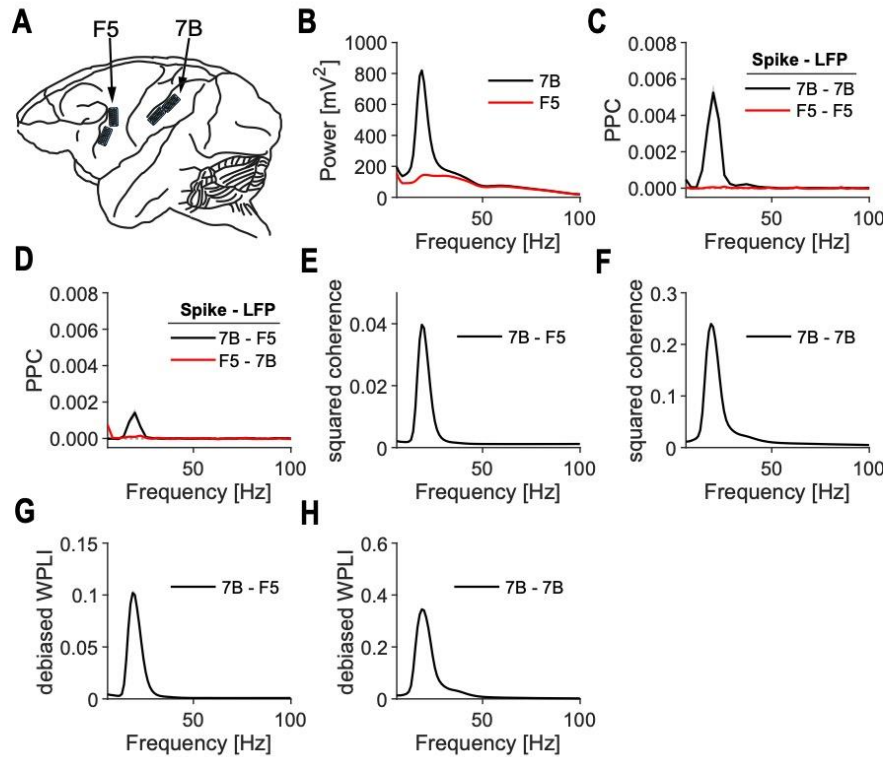 A
F5
7B
B
Power [mV²]
1000
800
600
400
200
0
50
100
Frequency [Hz]
7B
F5
C
PPC
0.008
0.006
0.004
0.002
0.000
50
100
Frequency [Hz]
Spike - LFP
7B - 7B
F5 - F5
D
PPC
0.008
0.006
0.004
0.002
0.000
50
100
Frequency [Hz]
Spike - LFP
7B - F5
F5 - 7B
E
squared coherence
0.04
0.02
0
50
100
Frequency [Hz]
7B - F5
F
squared coherence
0.3
0.2
0.1
0
50
100
Frequency [Hz]
7B - 7B
G
debiased WPLI
0.15
0.1
0.05
0
50
100
Frequency [Hz]
7B - F5
H
debiased WPLI
0.6
0.4
0.2
0
50
100
Frequency [Hz]
7B - 7B